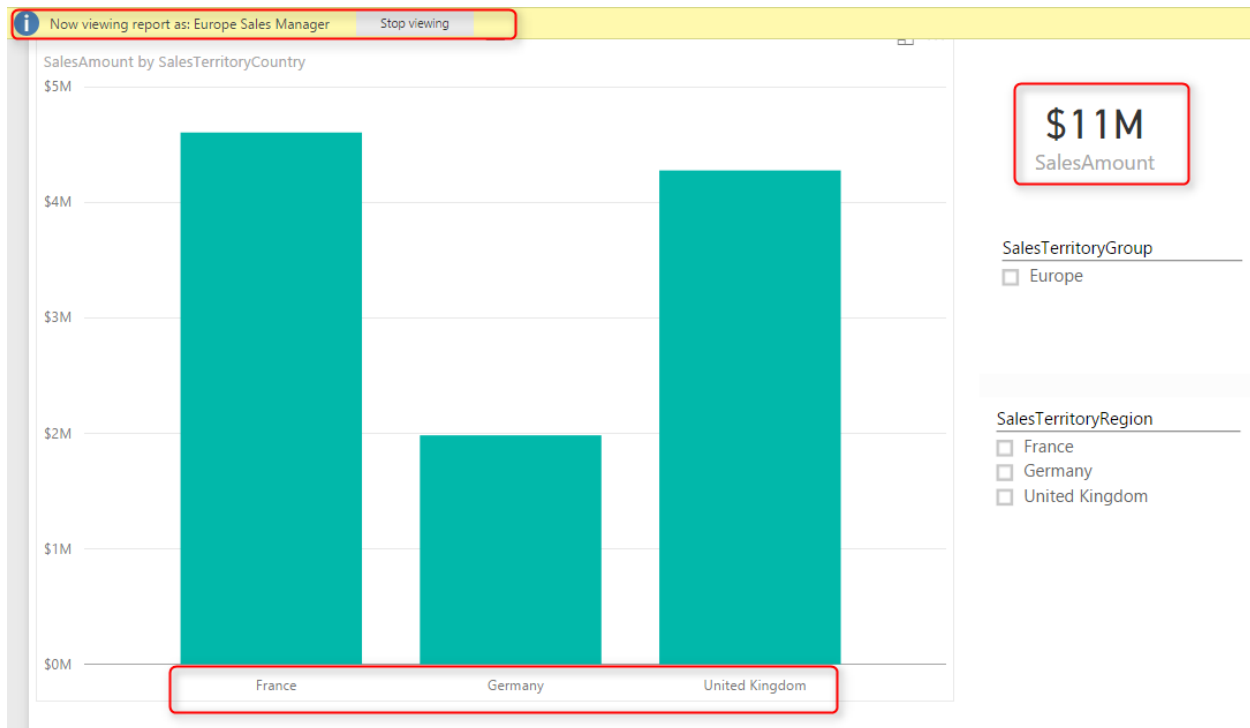 Now viewing report as: Europe Sales Manager Stop viewing
SalesAmount by SalesTerritoryCountry
$5M
$4M
$3M
$2M
$1M
$0M
France Germany United Kingdom
$11M
SalesAmount
SalesTerritoryGroup
Europe
SalesTerritoryRegion
France
Germany
United Kingdom